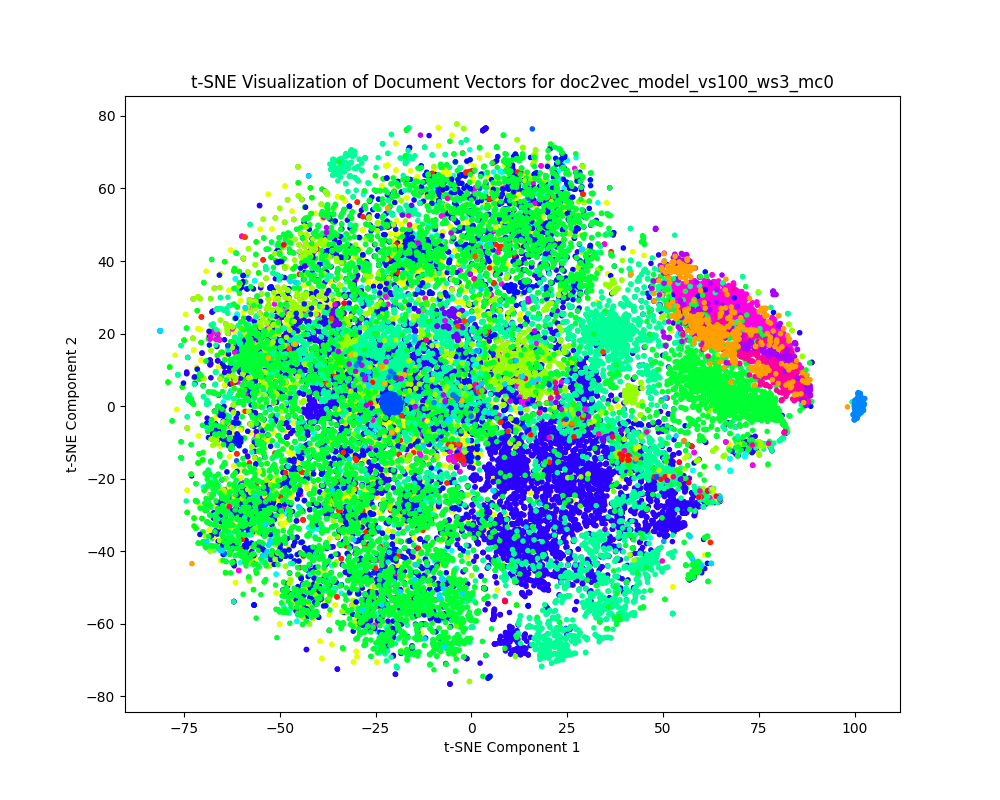 t-SNE Visualization of Document Vectors for doc2vec_model_vs100_ws3_mc0
80
60
40
20
0
−20
−40
−60
−80
t-SNE Component 2
−75 −50 −25 0 25 50 75 100
t-SNE Component 1